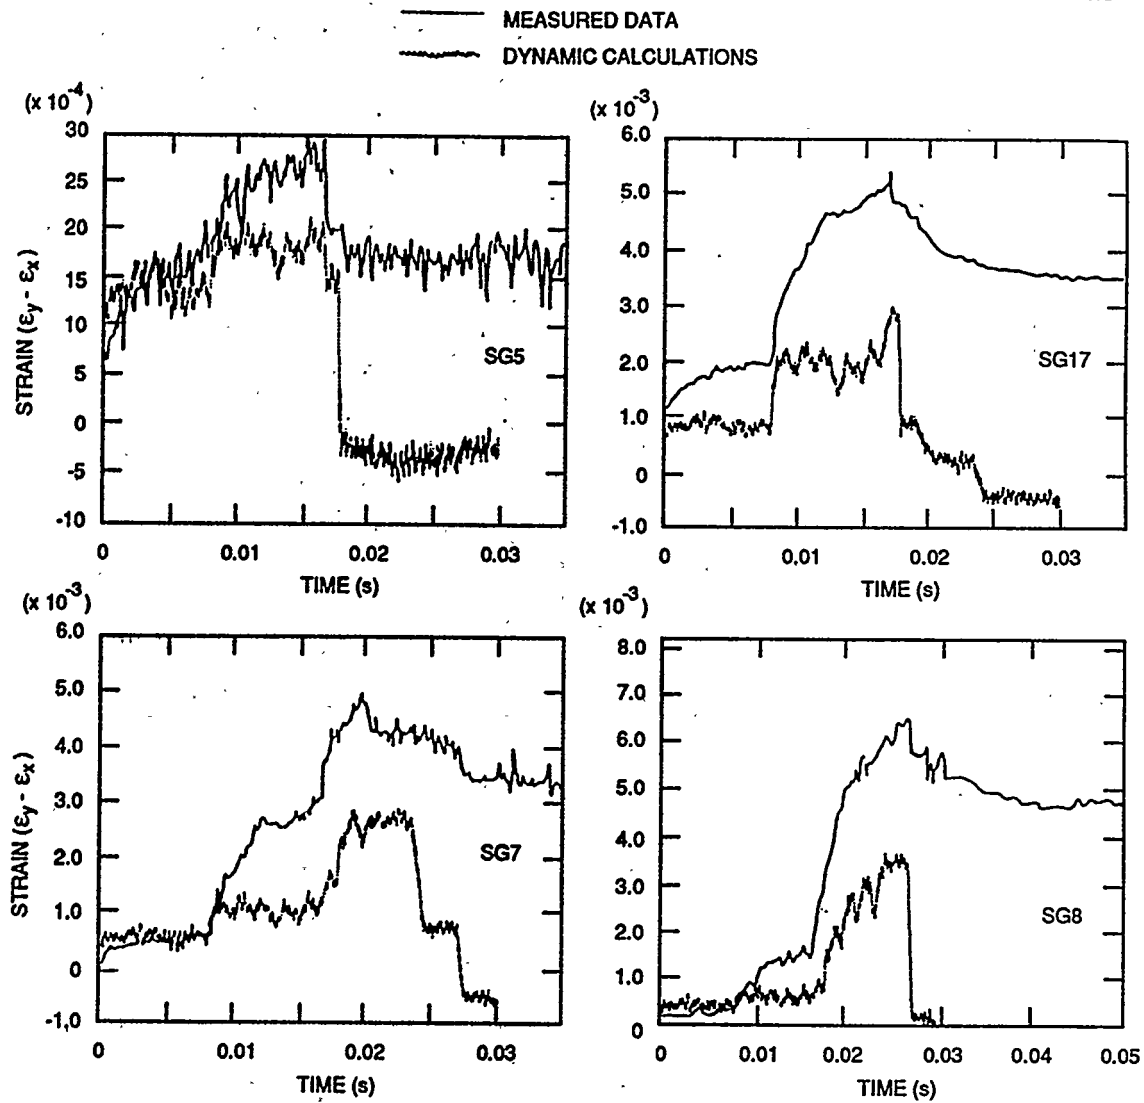 MEASURED DATA
DYNAMIC CALCULATIONS
(x 10-4)
30
25
20
15
10
5
0
-5
-10
STRAIN (εy - εx)
SG5
0 0.01 0.02 0.03
TIME (s)
(x 10-3)
6.0
5.0
4.0
3.0
2.0
1.0
0
-1.0
SG17
0 0.01 0.02 0.03
TIME (s)
(x 10-3)
6.0
5.0
4.0
3.0
2.0
1.0
0
-1,0
STRAIN (εy - εx)
SG7
0 0.01 0.02 0.03
TIME (s)
(x 10-3)
8.0
7.0
6.0
5.0
4.0
3.0
2.0
1.0
0
SG8
0 0.01 0.02 0.03 0.04 0.05
TIME (s)